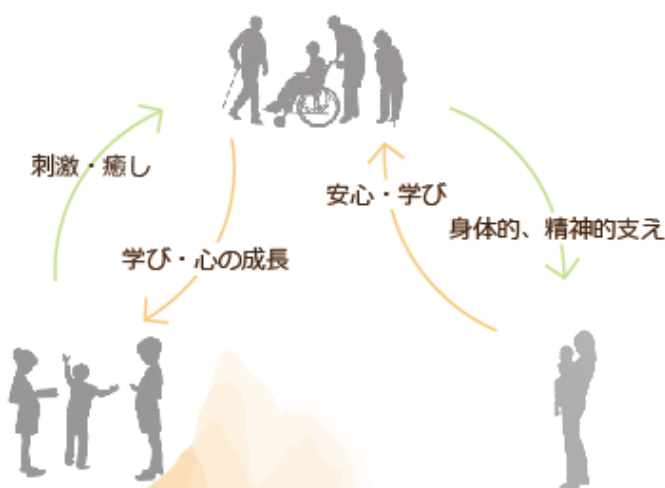 刺激・癒し
安心・学び
身体的、精神的支え
学び・心の成長